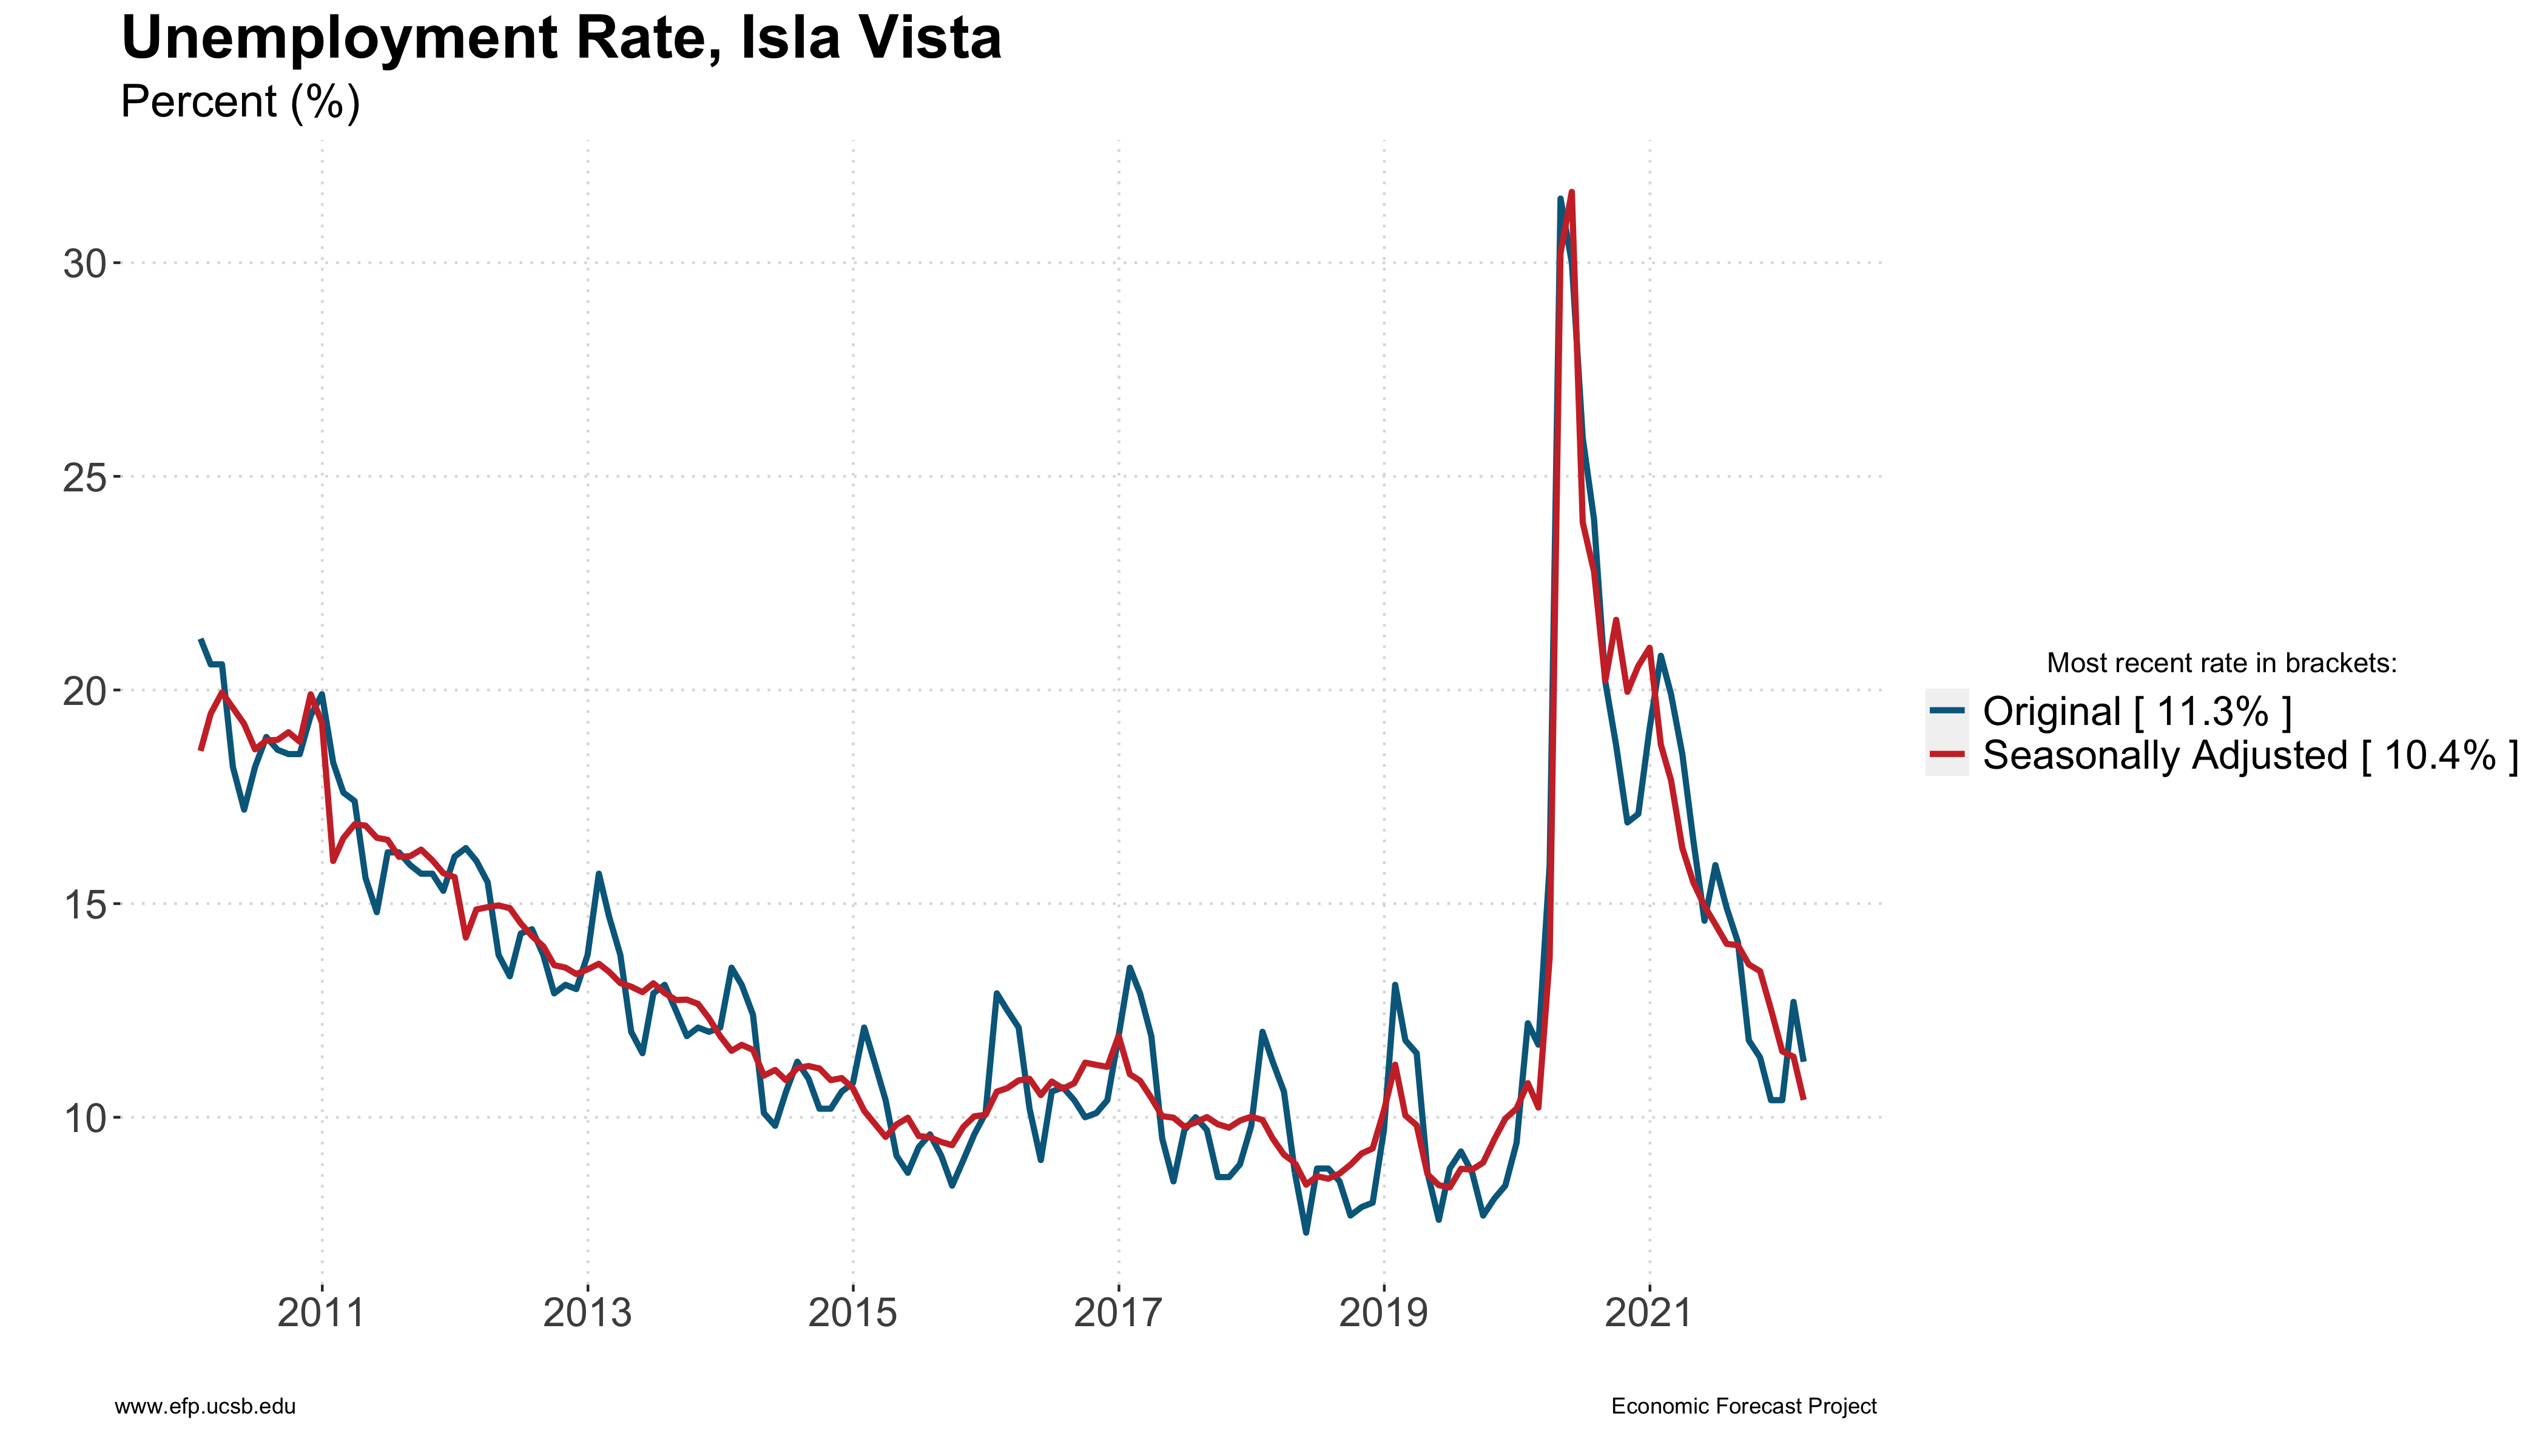 Unemployment Rate, Isla Vista
Percent (%)
30
25
20
15
10
2011 2013 2015 2017 2019 2021
Most recent rate in brackets:
Original [ 11.3% ]
Seasonally Adjusted [ 10.4% ]
www.efp.ucsb.edu
Economic Forecast Project